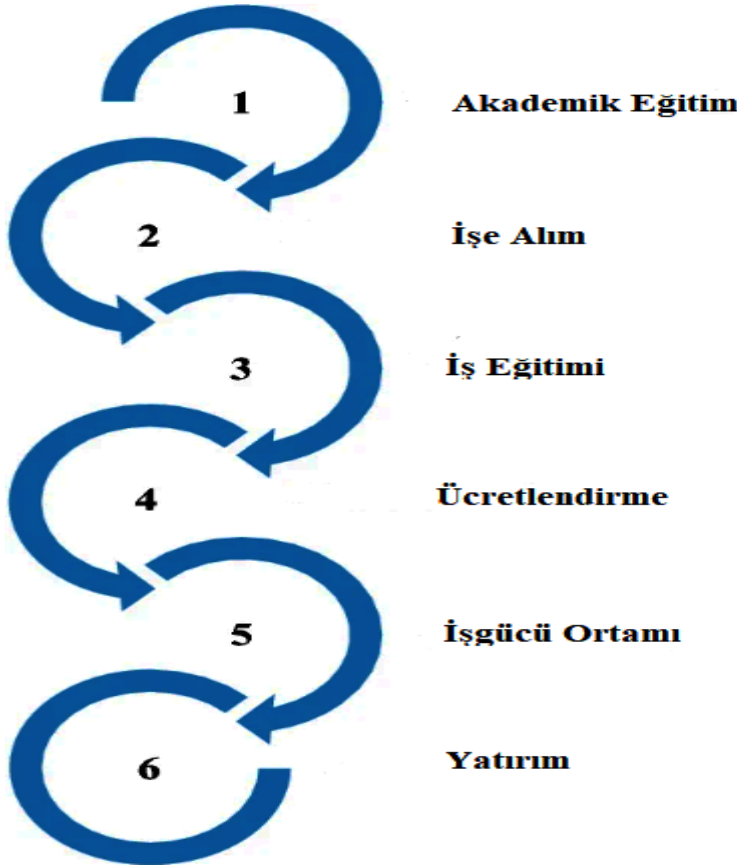 1 Akademik Eğitim
2 İşe Alım
3 İş Eğitimi
4 Ücretlendirme
5 İşgücü Ortamı
6 Yatırım